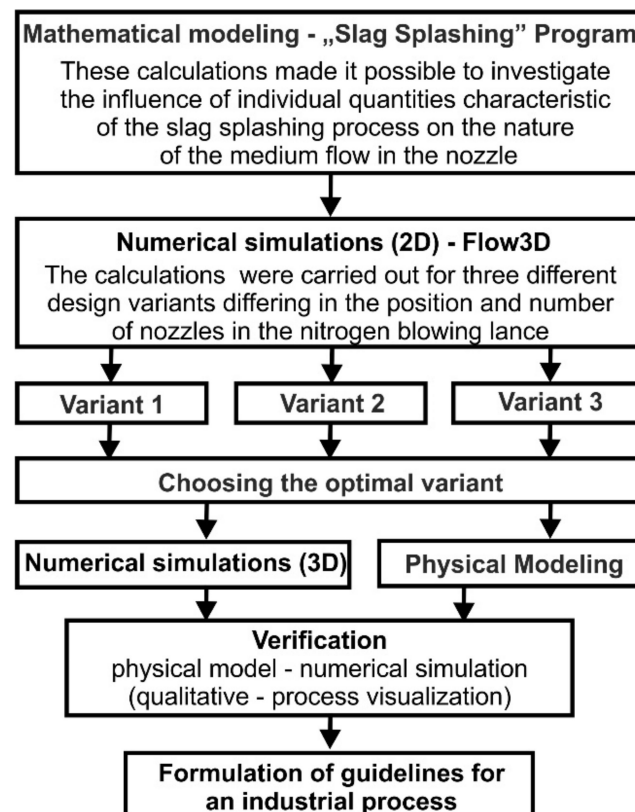 Mathematical modeling - „Slag Splashing” Program
These calculations made it possible to investigate
the influence of individual quantities characteristic
of the slag splashing process on the nature
of the medium flow in the nozzle
Numerical simulations (2D) - Flow3D
The calculations were carried out for three different
design variants differing in the position and number
of nozzles in the nitrogen blowing lance
Variant 1
Variant 2
Variant 3
Choosing the optimal variant
Numerical simulations (3D)
Physical Modeling
Verification
physical model - numerical simulation
(qualitative - process visualization)
Formulation of guidelines for
an industrial process